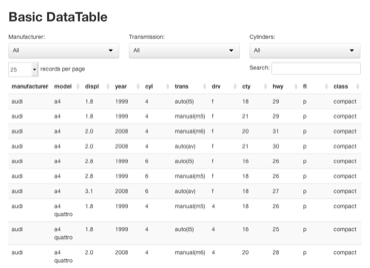 Basic DataTable
Manufacturer: Transmission: Cylinders:
All All All
25 records per page Search:
manufacturer model displ year cyl trans drv cty hwy fl class
audi a4 1.8 1999 4 auto(l5) f 18 29 p compact
audi a4 1.8 1999 4 manual(m5) f 21 29 p compact
audi a4 2.0 2008 4 manual(m6) f 20 31 p compact
audi a4 2.0 2008 4 auto(av) f 21 30 p compact
audi a4 2.8 1999 6 auto(l5) f 16 26 p compact
audi a4 2.8 1999 6 manual(m5) f 18 26 p compact
audi a4 3.1 2008 6 auto(av) f 18 27 p compact
audi a4 1.8 1999 4 manual(m5) 4 18 26 p compact
quattro
audi a4 1.8 1999 4 auto(l5) 4 16 25 p compact
quattro
audi a4 2.0 2008 4 manual(m6) 4 20 28 p compact
quattro